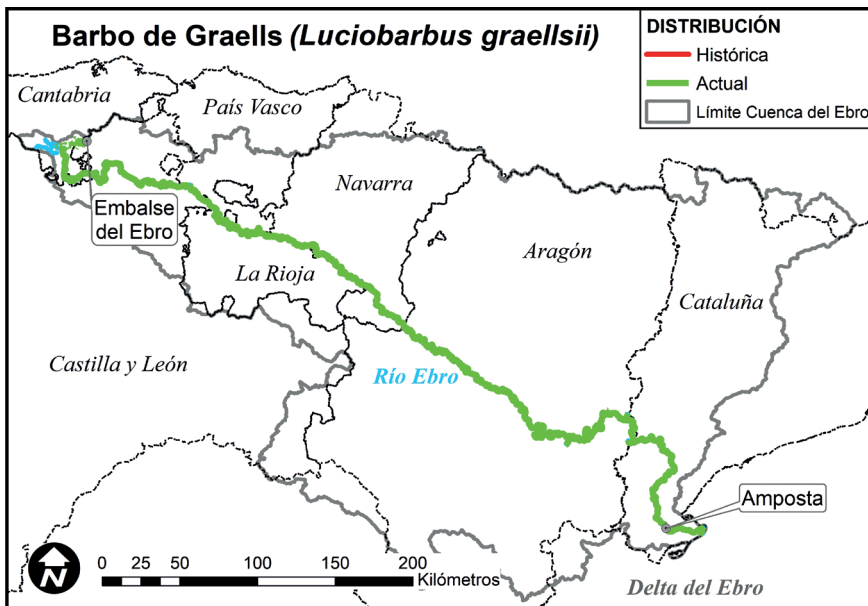 Barbo de Graells (Luciobarbus graellsii)
DISTRIBUCIÓN
Histórica
Actual
Límite Cuenca del Ebro
Cantabria
País Vasco
Navarra
Embalse
del Ebro
La Rioja
Aragón
Cataluña
Castilla y León
Río Ebro
Amposta
N
0 25 50 100 150 200
Kilómetros
Delta del Ebro